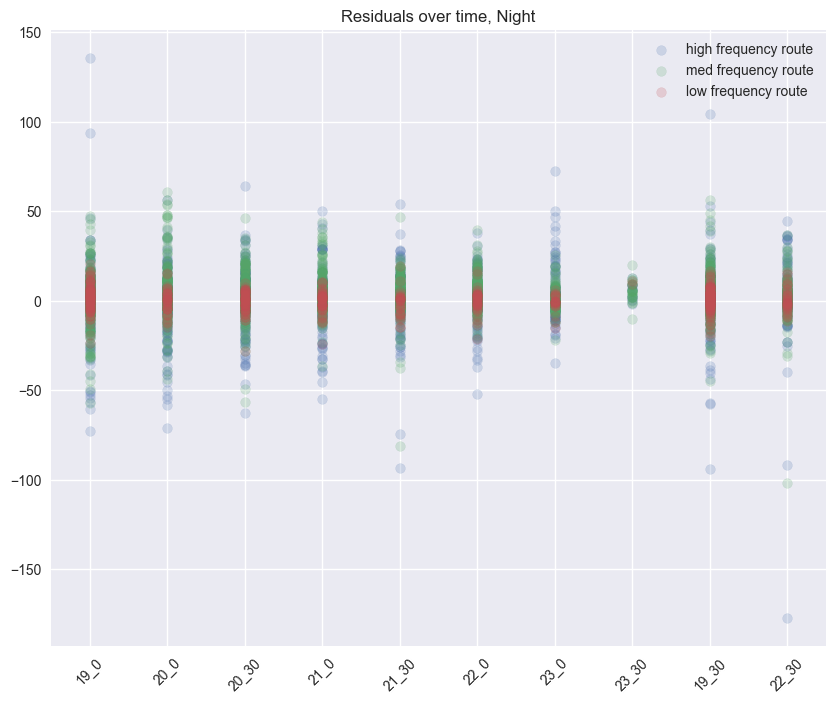 Residuals over time, Night
high frequency route
med frequency route
low frequency route
150
100
50
0
−50
−100
−150
19_0 20_0 20_30 21_0 21_30 22_0 23_0 23_30 19_30 22_30